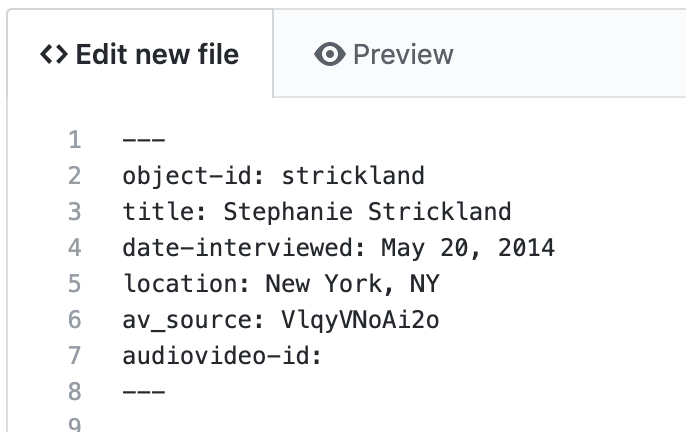 <> Edit new file
Preview
1 ---
2 object-id: strickland
3 title: Stephanie Strickland
4 date-interviewed: May 20, 2014
5 location: New York, NY
6 av_source: VlqyVNoAi2o
7 audiovideo-id:
8 ---
9